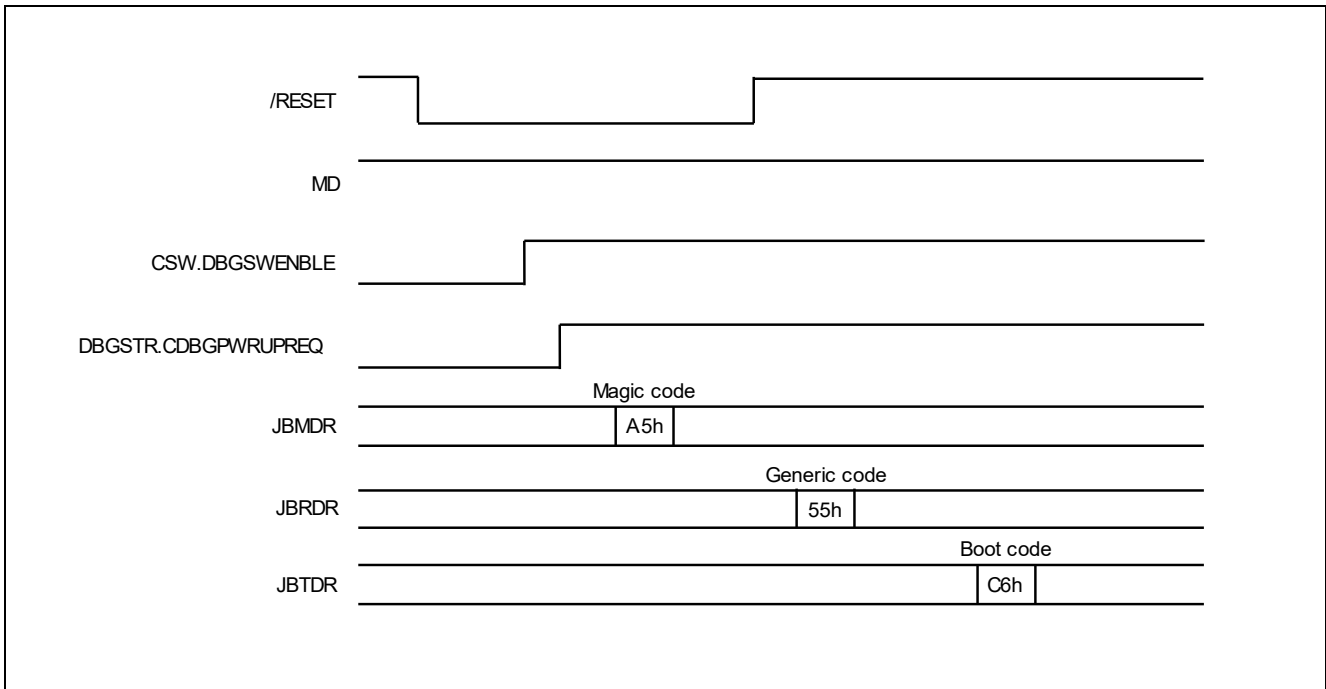 /RESET
MD
CSW.DBGSWENBLE
DBGSTR.CDBGPWRUPREQ
Magic code
JBMDR
A5h
Generic code
JBRDR
55h
Boot code
JBTDR
C6h